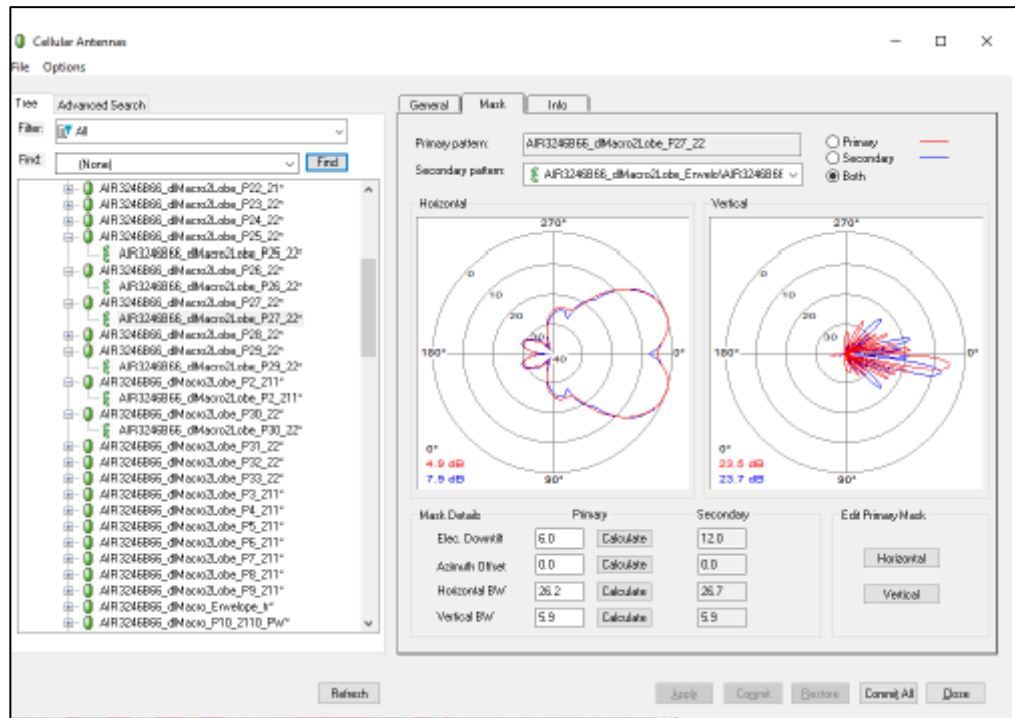 Cellular Antennas
File Options
Tree Advanced Search
Filter: All
Find: (None) Find
AIR3246B66_dlMacro2Lobe_P22_21*
AIR3246B66_dlMacro2Lobe_P23_22*
AIR3246B66_dlMacro2Lobe_P24_22*
AIR3246B66_dlMacro2Lobe_P25_22*
AIR3246B66_dlMacro2Lobe_P25_22*
AIR3246B66_dlMacro2Lobe_P26_22*
AIR3246B66_dlMacro2Lobe_P26_22*
AIR3246B66_dlMacro2Lobe_P27_22*
AIR3246B66_dlMacro2Lobe_P27_22*
AIR3246B66_dlMacro2Lobe_P28_22*
AIR3246B66_dlMacro2Lobe_P29_22*
AIR3246B66_dlMacro2Lobe_P29_22*
AIR3246B66_dlMacro2Lobe_P2_211*
AIR3246B66_dlMacro2Lobe_P2_211*
AIR3246B66_dlMacro2Lobe_P30_22*
AIR3246B66_dlMacro2Lobe_P30_22*
AIR3246B66_dlMacro2Lobe_P31_22*
AIR3246B66_dlMacro2Lobe_P32_22*
AIR3246B66_dlMacro2Lobe_P33_22*
AIR3246B66_dlMacro2Lobe_P3_211*
AIR3246B66_dlMacro2Lobe_P4_211*
AIR3246B66_dlMacro2Lobe_P5_211*
AIR3246B66_dlMacro2Lobe_P6_211*
AIR3246B66_dlMacro2Lobe_P7_211*
AIR3246B66_dlMacro2Lobe_P8_211*
AIR3246B66_dlMacro2Lobe_P9_211*
AIR3246B66_dlMacro_Envelope_tr*
AIR3246B66_dlMacro_P10_2110_PW*
Refresh
General Mask Info
Primary pattern: AIR3246B66_dlMacro2Lobe_P27_22
Secondary pattern: AIR3246B66_dlMacro2Lobe_Envelo\AIR3246B6
Primary
Secondary
Both
Horizontal
270°
0
10
20
30
-40
180° 0°
0°
4.9 dB
7.9 dB
90°
Vertical
270°
0
10
20
30
180° 0°
0°
23.5 dB
23.7 dB
90°
Mask Details Primary Secondary
Elec. Downtilt 6.0 Calculate 12.0
Azimuth Offset 0.0 Calculate 0.0
Horizontal BW 26.2 Calculate 26.7
Vertical BW 5.9 Calculate 5.9
Edit Primary Mask
Horizontal
Vertical
Apply Commit Restore Commit All Close